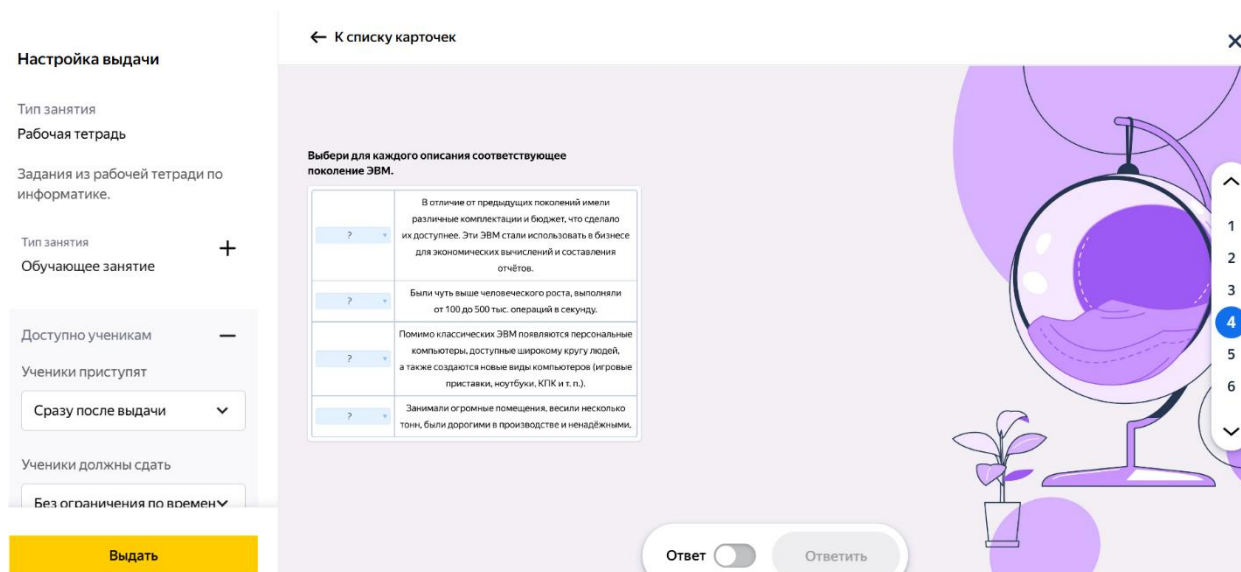 Настройка выдачи
Тип занятия
Рабочая тетрадь
Задания из рабочей тетради по
информатике.
Тип занятия
Обучающее занятие
Доступно ученикам
Ученики приступят
Сразу после выдачи
Ученики должны сдать
Без ограничения по времен
Выдать
← К списку карточек
Выбери для каждого описания соответствующее
поколение ЭВМ.
?
В отличие от предыдущих поколений имели
различные комплектации и бюджет, что сделало
их доступнее. Эти ЭВМ стали использовать в бизнесе
для экономических вычислений и составления
отчётов.
?
Были чуть выше человеческого роста, выполняли
от 100 до 500 тыс. операций в секунду.
?
Помимо классических ЭВМ появляются персональные
компьютеры, доступные широкому кругу людей,
а также создаются новые виды компьютеров (игровые
приставки, ноутбуки, КПК и т. п.).
?
Занимали огромные помещения, весили несколько
тонн, были дорогими в производстве и ненадёжными.
1
2
3
4
5
6
Ответ
Ответить